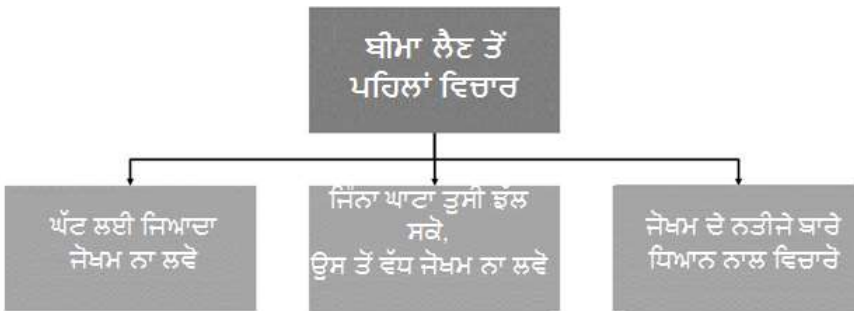 ਬੀਮਾ ਲੈਣ ਤੋਂ
ਪਹਿਲਾਂ ਵਿਚਾਰ
ਘੱਟ ਲਈ ਜਿਆਦਾ
ਜੋਖਮ ਨਾ ਲਵੋ
ਜਿੰਨਾ ਘਾਟਾ ਤੁਸੀ ਝੱਲ
ਸਕੋ,
ਉਸ ਤੋਂ ਵੱਧ ਜੋਖਮ ਨਾ ਲਵੋ
ਜੋਖਮ ਦੇ ਨਤੀਜੇ ਬਾਰੇ
ਧਿਆਨ ਨਾਲ ਵਿਚਾਰੋ